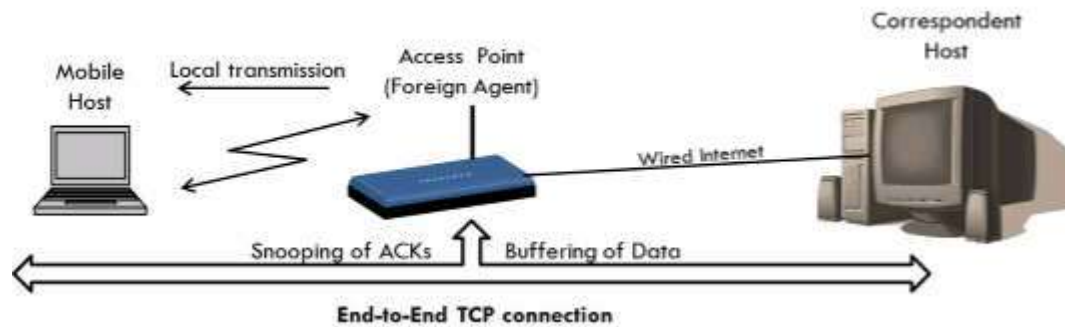 Correspondent
Host
Access Point
(Foreign Agent)
Local transmission
Mobile
Host
Wired Internet
Snooping of ACKs
Buffering of Data
End-to-End TCP connection